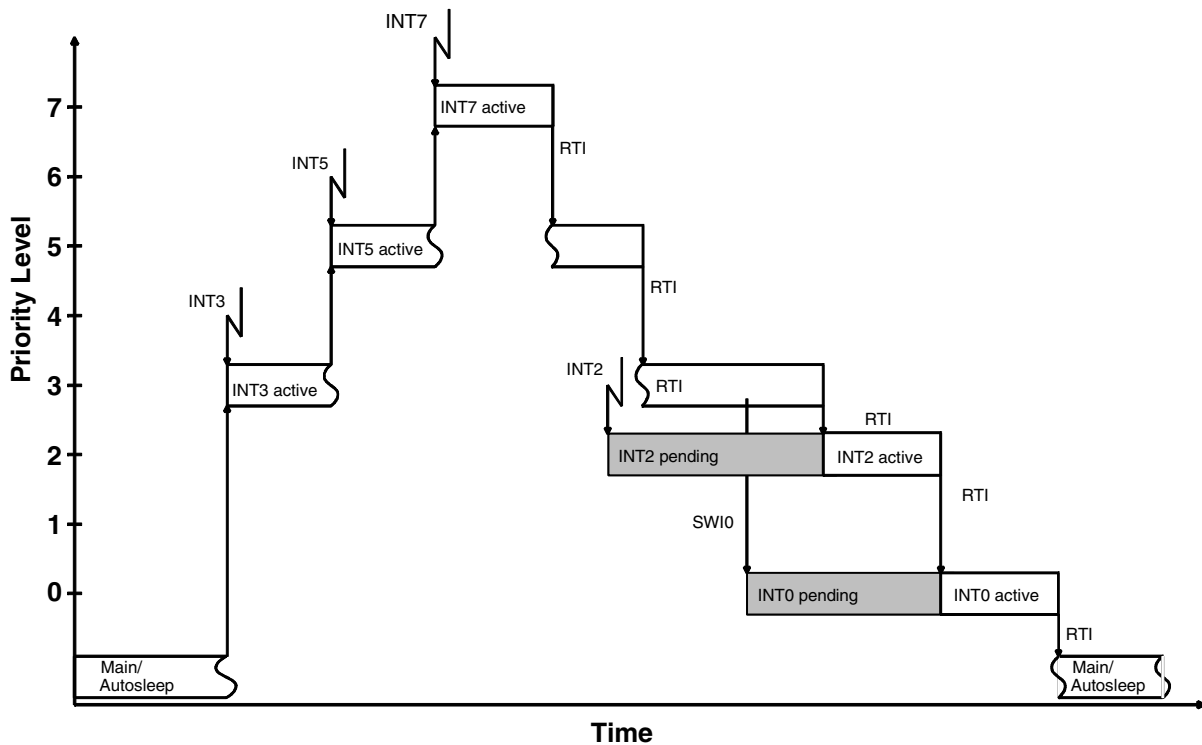 INT7
7
INT7 active
RTI
INT5
6
5
INT5 active
RTI
INT3
4
INT2
3
INT3 active
RTI
RTI
2
INT2 pending
INT2 active
RTI
1
SWI0
0
INT0 pending
INT0 active
RTI
Main/
Autosleep
Main/
Autosleep
Priority Level
Time